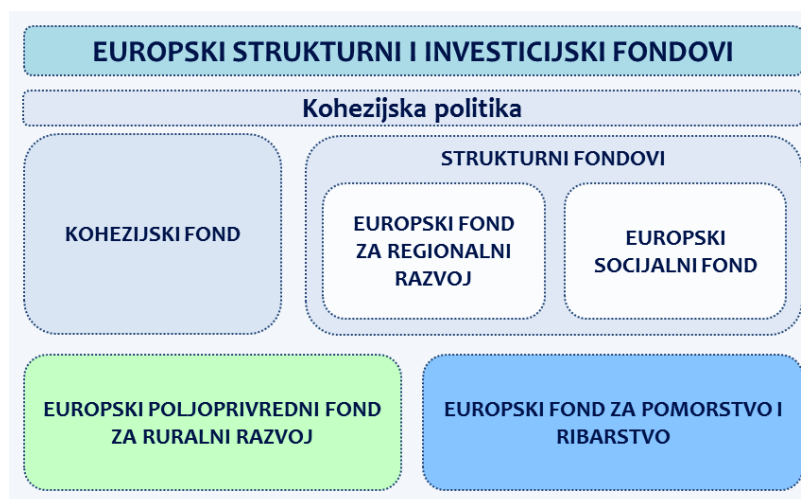 EUROPSKI STRUKTURNI I INVESTICIJSKI FONDOVI
Kohezijska politika
KOHEZIJSKI FOND
STRUKTURNI FONDOVI
EUROPSKI FOND
ZA REGIONALNI
RAZVOJ
EUROPSKI
SOCIJALNI FOND
EUROPSKI POLJOPRIVREDNI FOND
ZA RURALNI RAZVOJ
EUROPSKI FOND ZA POMORSTVO I
RIBARSTVO